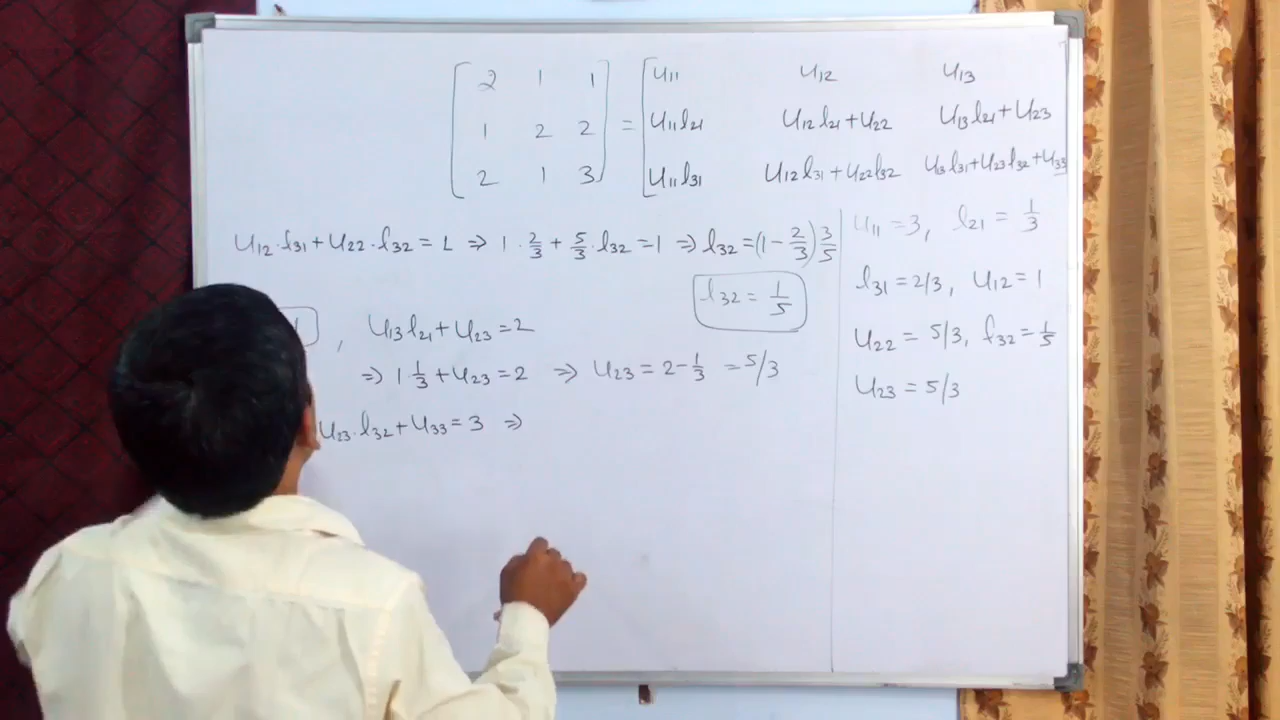 [2 1 1] = [u11 u12 u13
1 2 2 u11 l21 u12 l21 + u22 u13 l21 + u23
2 1 3 u11 l31 u12 l31 + u22 l32 u13 l31 + u23 l32 + u33
u12 · l31 + u22 · l32 = 1 ⇒ 1 · 2/3 + 5/3 · l32 = 1 ⇒ l32 = (1 - 2/3) 3/5
l32 = 1/5
, u13 l21 + u23 = 2
⇒ 1 1/3 + u23 = 2 ⇒ u23 = 2 - 1/3 = 5/3
u23 · l32 + u33 = 3 ⇒
u11 = 3, l21 = 1/3
l31 = 2/3, u12 = 1
u22 = 5/3, l32 = 1/5
u23 = 5/3